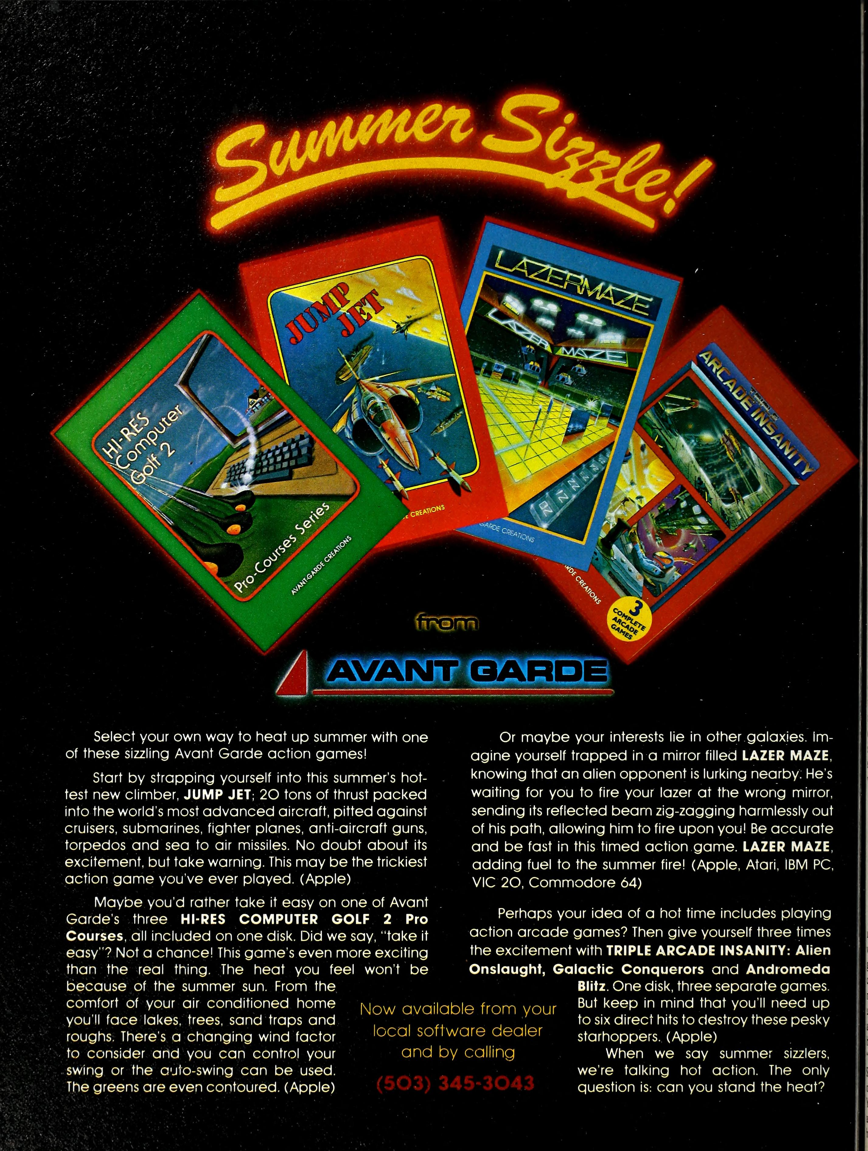 Summer Sizzle!
HI-RES
Computer
Golf 2
Pro-Courses Series
AVANT-GARDE CREATIONS
JUMP
JET
DE CREATIONS
LAZERMAZE
LAZER MAZE
GARDE CREATIONS
ARCADE INSANITY
GARDE CREATIONS
3
COMPLETE
ARCADE
GAMES
from
AVANT GARDE
Select your own way to heat up summer with one
of these sizzling Avant Garde action games!
Start by strapping yourself into this summer's hot-
test new climber, JUMP JET; 20 tons of thrust packed
into the world's most advanced aircraft, pitted against
cruisers, submarines, fighter planes, anti-aircraft guns,
torpedos and sea to air missiles. No doubt about its
excitement, but take warning. This may be the trickiest
action game you've ever played. (Apple)
Maybe you'd rather take it easy on one of Avant
Garde's three HI-RES COMPUTER GOLF 2 Pro
Courses, all included on one disk. Did we say, "take it
easy"? Not a chance! This game's even more exciting
than the real thing. The heat you feel won't be
because of the summer sun. From the
comfort of your air conditioned home
you'll face lakes, trees, sand traps and
roughs. There's a changing wind factor
to consider and you can control your
swing or the auto-swing can be used.
The greens are even contoured. (Apple)
Now available from your
local software dealer
and by calling
(503) 345-3043
Or maybe your interests lie in other galaxies. Im-
agine yourself trapped in a mirror filled LAZER MAZE,
knowing that an alien opponent is lurking nearby. He's
waiting for you to fire your lazer at the wrong mirror,
sending its reflected beam zig-zagging harmlessly out
of his path, allowing him to fire upon you! Be accurate
and be fast in this timed action game. LAZER MAZE,
adding fuel to the summer fire! (Apple, Atari, IBM PC,
VIC 20, Commodore 64)
Perhaps your idea of a hot time includes playing
action arcade games? Then give yourself three times
the excitement with TRIPLE ARCADE INSANITY: Alien
Onslaught, Galactic Conquerors and Andromeda
Blitz. One disk, three separate games.
But keep in mind that you'll need up
to six direct hits to destroy these pesky
starhoppers. (Apple)
When we say summer sizzlers,
we're talking hot action. The only
question is: can you stand the heat?